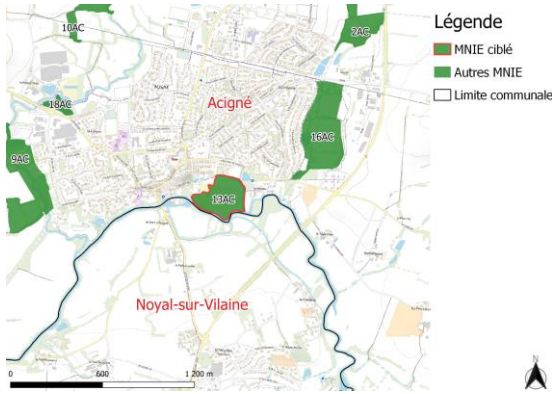 Légende
MNIE ciblé
Autres MNIE
Limite communale
10AC
2AC
Acigné
18AC
16AC
9AC
13AC
Noyal-sur-Vilaine
0 600 1 200 m
N